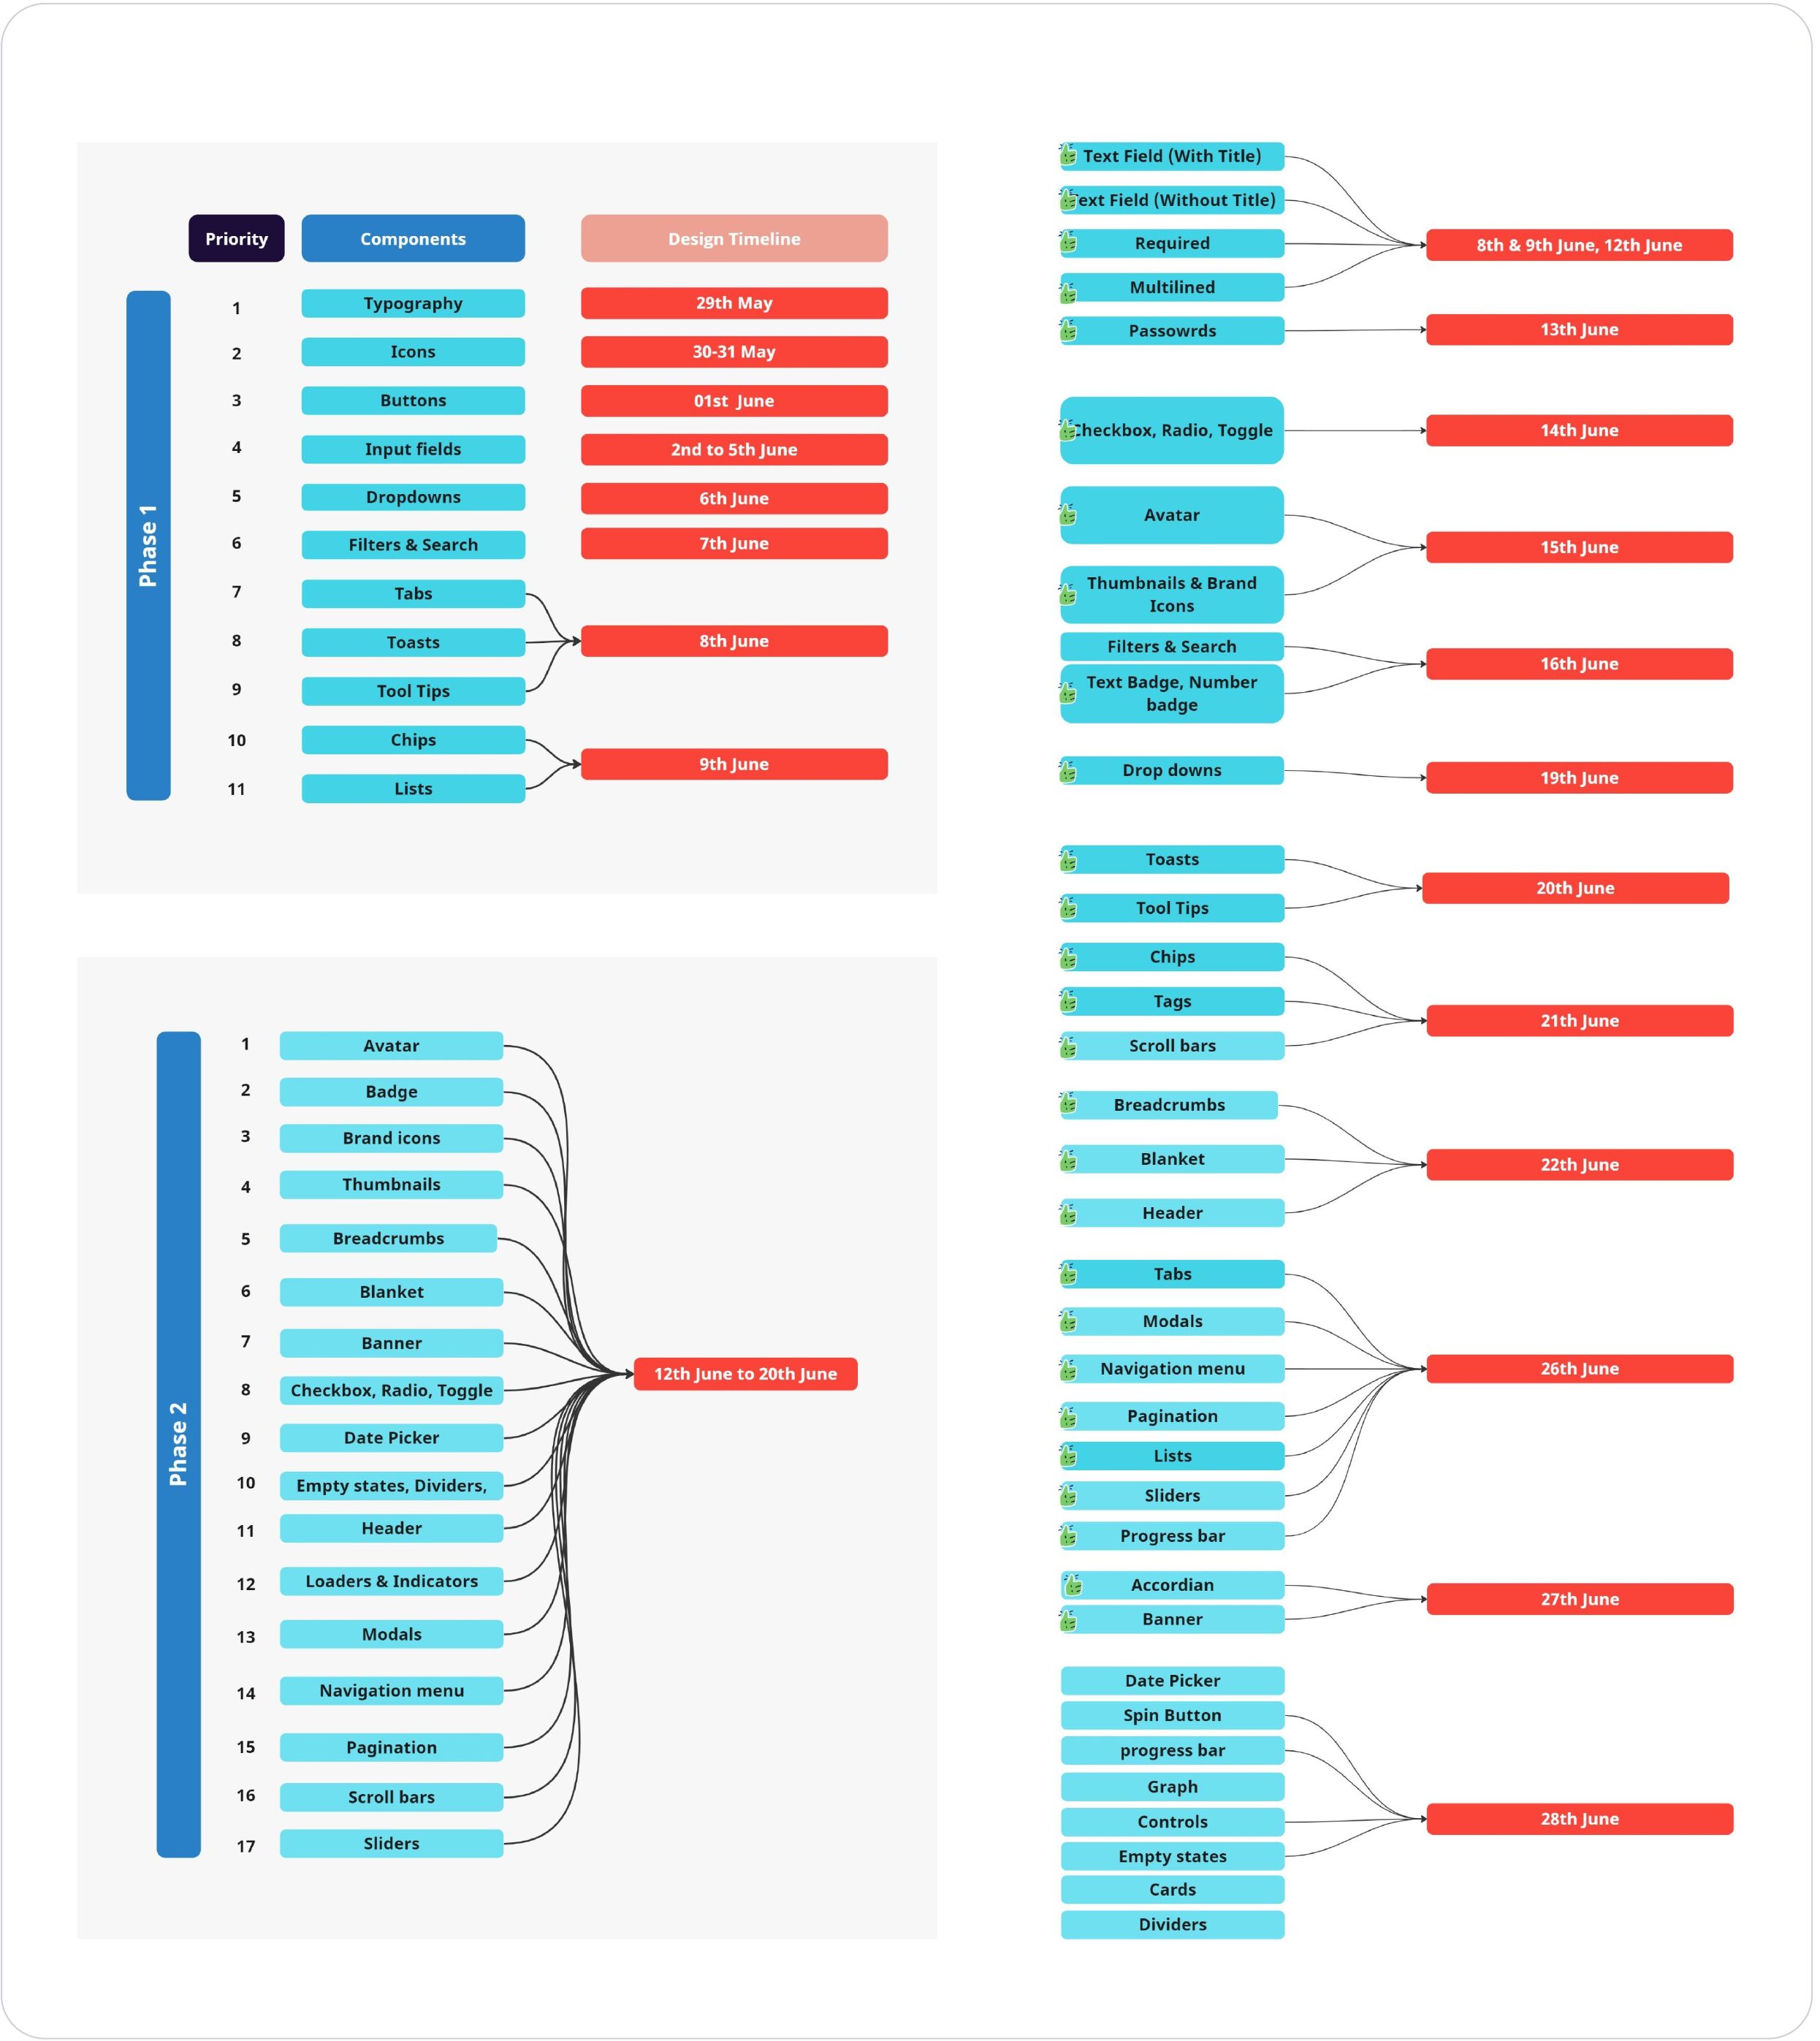 Priority
Components
Design Timeline
Phase 1
1
Typography
29th May
2
Icons
30-31 May
3
Buttons
01st  June
4
Input fields
2nd to 5th June
5
Dropdowns
6th June
6
Filters & Search
7th June
7
Tabs
8
Toasts
8th June
9
Tool Tips
10
Chips
9th June
11
Lists
Phase 2
1
Avatar
2
Badge
3
Brand icons
4
Thumbnails
5
Breadcrumbs
6
Blanket
7
Banner
12th June to 20th June
8
Checkbox, Radio, Toggle
9
Date Picker
10
Empty states, Dividers,
11
Header
12
Loaders & Indicators
13
Modals
14
Navigation menu
15
Pagination
16
Scroll bars
17
Sliders
Text Field (With Title)
Text Field (Without Title)
Required
8th & 9th June, 12th June
Multilined
Passowrds
13th June
Checkbox, Radio, Toggle
14th June
Avatar
15th June
Thumbnails & Brand
Icons
Filters & Search
16th June
Text Badge, Number
badge
Drop downs
19th June
Toasts
20th June
Tool Tips
Chips
Tags
21th June
Scroll bars
Breadcrumbs
Blanket
22th June
Header
Tabs
Modals
Navigation menu
26th June
Pagination
Lists
Sliders
Progress bar
Accordian
27th June
Banner
Date Picker
Spin Button
progress bar
Graph
Controls
28th June
Empty states
Cards
Dividers